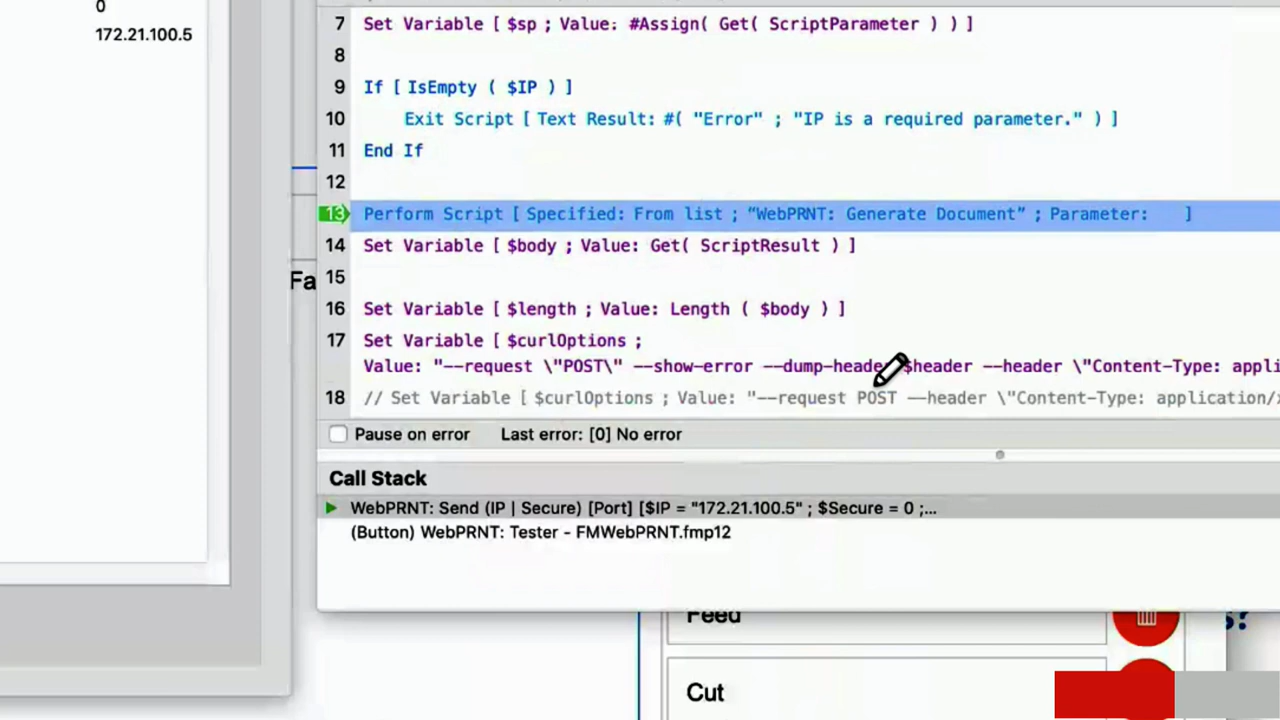 0
172.21.100.5
7 Set Variable [ $sp ; Value: #Assign( Get( ScriptParameter ) ) ]
8
9 If [ IsEmpty ( $IP ) ]
10 Exit Script [ Text Result: #( "Error" ; "IP is a required parameter." ) ]
11 End If
12
13 Perform Script [ Specified: From list ; “WebPRNT: Generate Document” ; Parameter: ]
14 Set Variable [ $body ; Value: Get( ScriptResult ) ]
Fa
15
16 Set Variable [ $length ; Value: Length ( $body ) ]
17 Set Variable [ $curlOptions ;
Value: "--request \"POST\" --show-error --dump-header $header --header \"Content-Type: appli
18 // Set Variable [ $curlOptions ; Value: "--request POST --header \"Content-Type: application/x
Pause on error Last error: [0] No error
Call Stack
WebPRNT: Send (IP | Secure) [Port] [$IP = "172.21.100.5" ; $Secure = 0 ;...
(Button) WebPRNT: Tester - FMWebPRNT.fmp12
Feed
s?
Cut